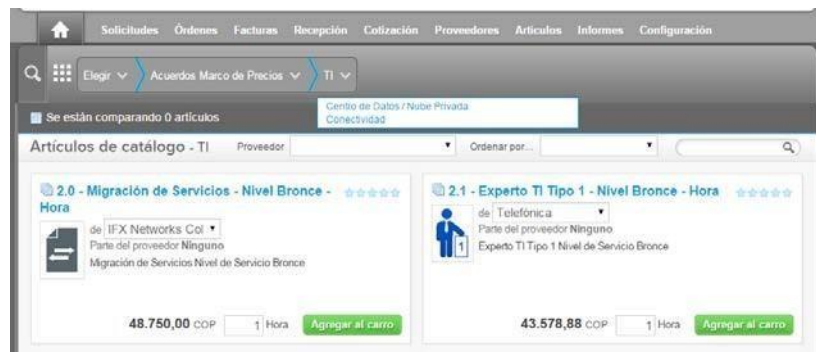 Solicitudes Órdenes Facturas Recepción Cotización Proveedores Artículos Informes Configuración
Elegir Acuerdos Marco de Precios TI
Centro de Datos / Nube Privada
Conectividad
Se están comparando 0 artículos
Artículos de catálogo - TI Proveedor Ordenar por...
2.0 - Migración de Servicios - Nivel Bronce -
Hora
de IFX Networks Col
Parte del proveedor Ninguno
Migración de Servicios Nivel de Servicio Bronce
48.750,00 COP 1 Hora Agregar al carro
2.1 - Experto TI Tipo 1 - Nivel Bronce - Hora
de Telefónica
Parte del proveedor Ninguno
1
Experto TI Tipo 1 Nivel de Servicio Bronce
43.578,88 COP 1 Hora Agregar al carro